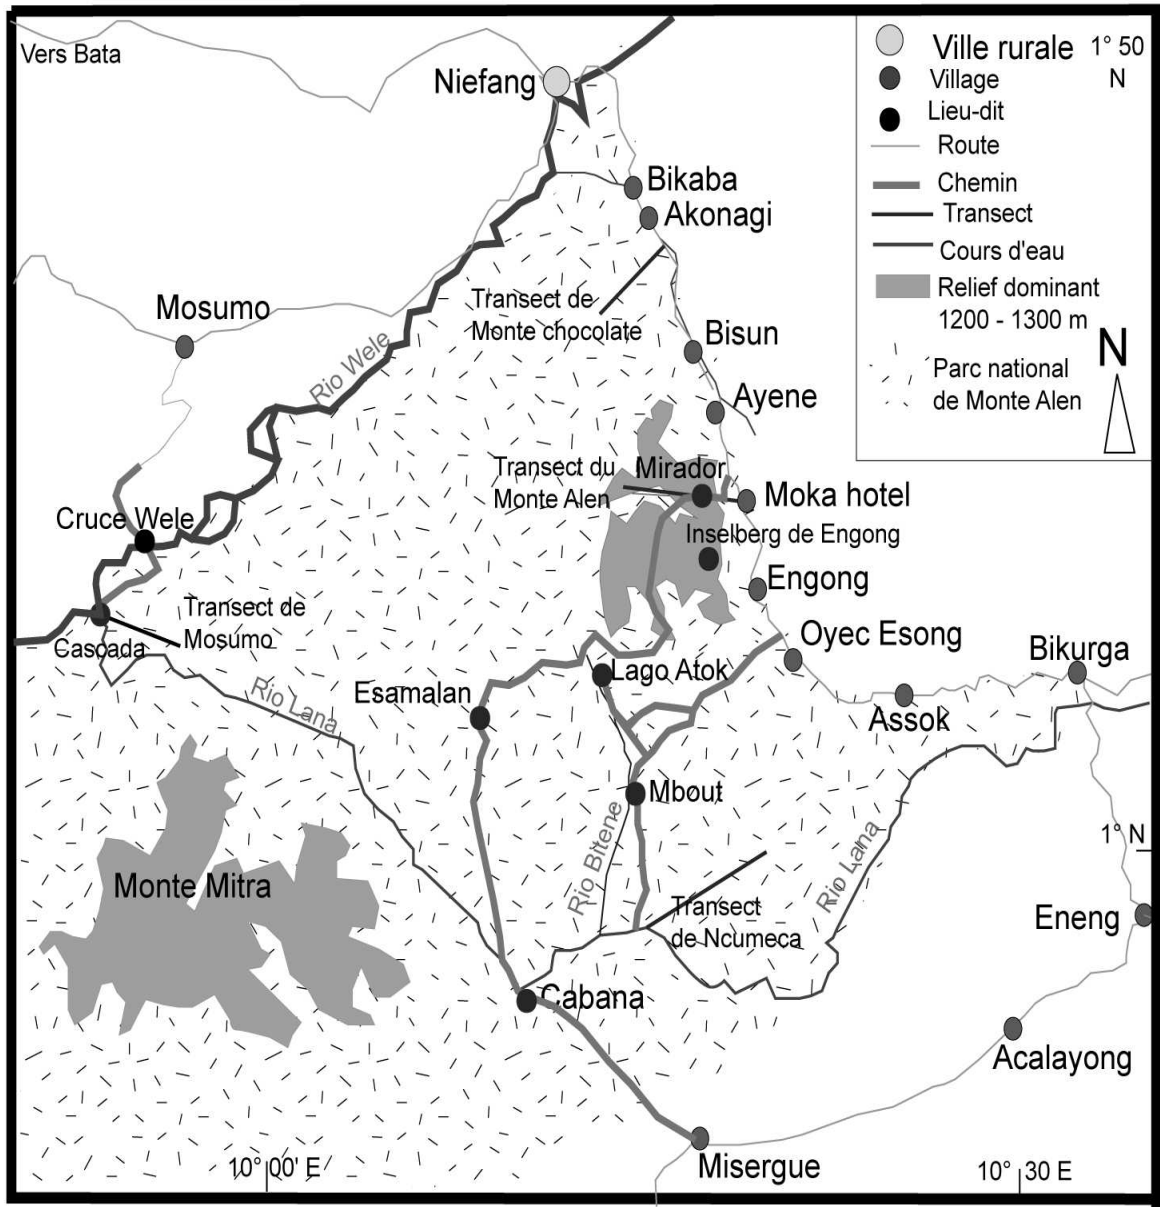 Vers Bata
Niefang
Ville rurale
1° 50
N
Village
Lieu-dit
Route
Chemin
Transect
Cours d'eau
Relief dominant
1200 - 1300 m
N
Parc national
de Monte Alen
Bikaba
Akonagi
Transect de
Monte chocolate
Mosumo
Rio Wele
Bisun
Ayene
Transect du
Monte Alen
Mirador
Moka hotel
Cruce Wele
Inselberg de Engong
Engong
Transect de
Mosumo
Cascada
Oyec Esong
Bikurga
Lago Atok
Esamalan
Rio Lana
Assok
Mbout
Rio Bitene
Rio Lana
1° N
Monte Mitra
Transect
de Ncumeca
Eneng
Cabana
Acalayong
Misergue
10° 00' E
10° 30 E